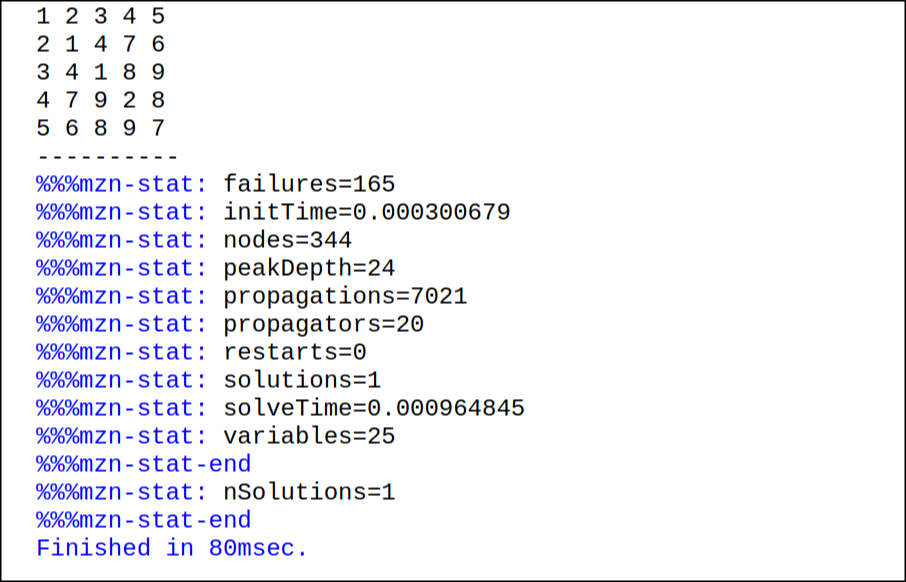 1 2 3 4 5
2 1 4 7 6
3 4 1 8 9
4 7 9 2 8
5 6 8 9 7
----------
%%%mzn-stat: failures=165
%%%mzn-stat: initTime=0.000300679
%%%mzn-stat: nodes=344
%%%mzn-stat: peakDepth=24
%%%mzn-stat: propagations=7021
%%%mzn-stat: propagators=20
%%%mzn-stat: restarts=0
%%%mzn-stat: solutions=1
%%%mzn-stat: solveTime=0.000964845
%%%mzn-stat: variables=25
%%%mzn-stat-end
%%%mzn-stat: nSolutions=1
%%%mzn-stat-end
Finished in 80msec.